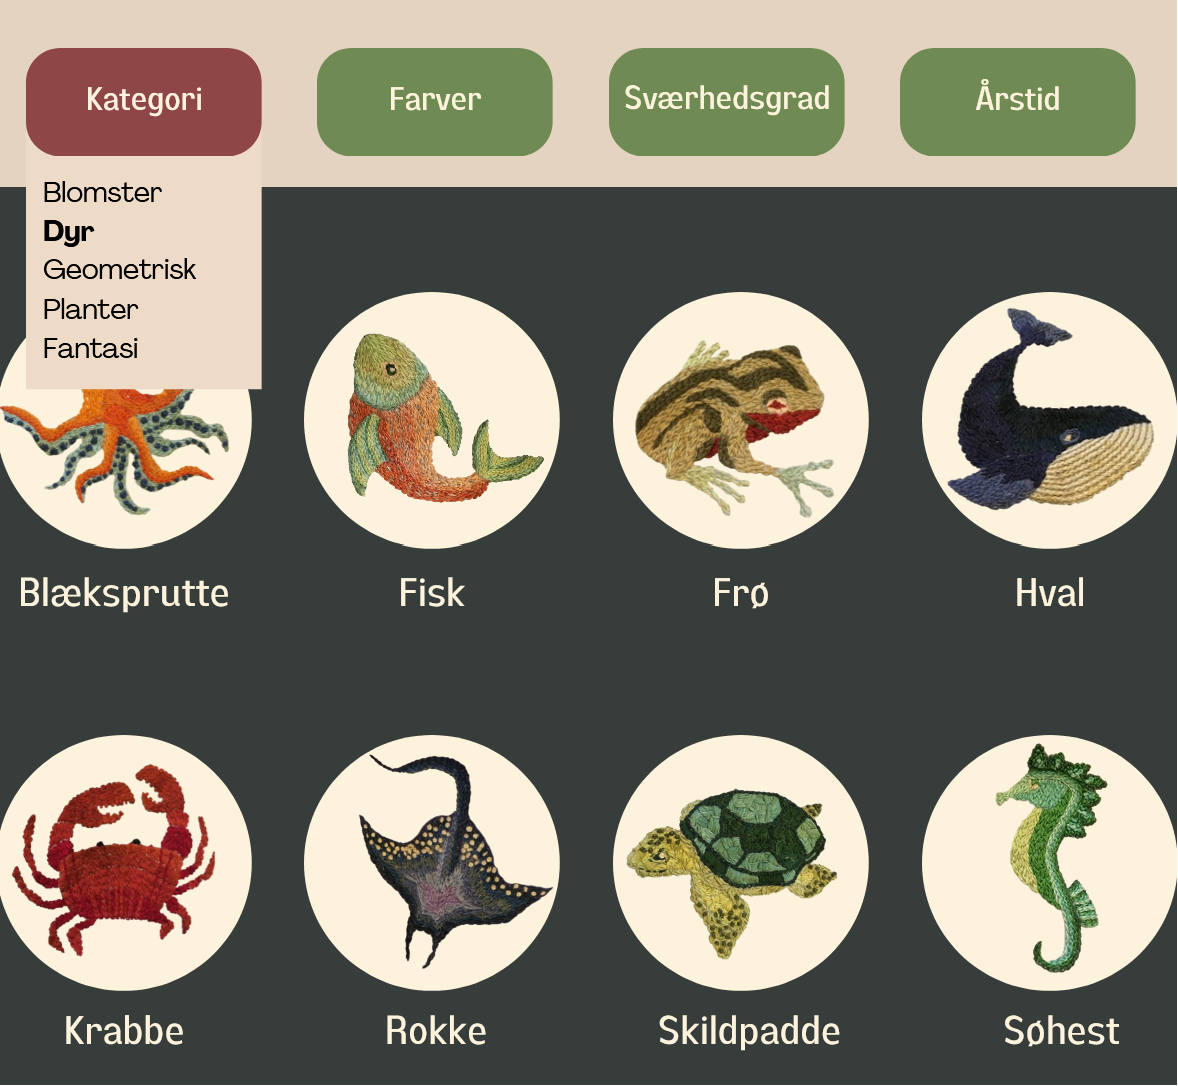 Kategori
Farver
Sværhedsgrad
Årstid
Blomster
Dyr
Geometrisk
Planter
Fantasi
Blæksprutte
Fisk
Frø
Hval
Krabbe
Rokke
Skildpadde
Søhest